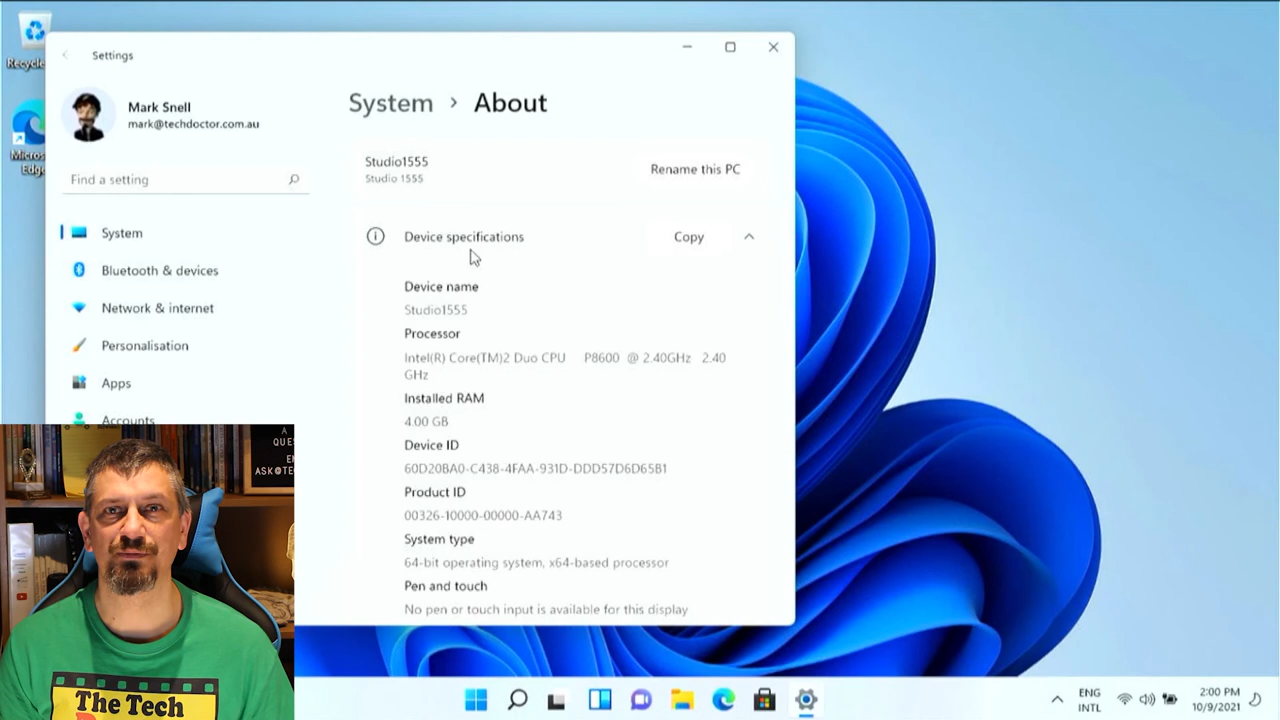 Recycle
Micros
Edge
Settings
Mark Snell
mark@techdoctor.com.au
Find a setting
System
Bluetooth & devices
Network & internet
Personalisation
Apps
Accounts
System › About
Studio1555
Studio 1555
Rename this PC
Device specifications
Copy
Device name
Studio1555
Processor
Intel(R) Core(TM)2 Duo CPU P8600 @ 2.40GHz 2.40
GHz
Installed RAM
4.00 GB
Device ID
60D20BA0-C438-4FAA-931D-DDD57D6D65B1
Product ID
00326-10000-00000-AA743
System type
64-bit operating system, x64-based processor
Pen and touch
No pen or touch input is available for this display
A
QUE
E
ASK@TE
The Tech
ENG
INTL
2:00 PM
10/9/2021